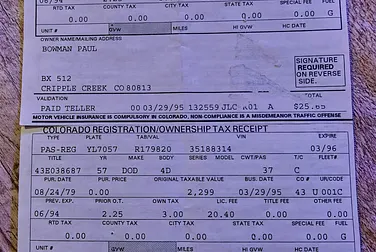 06/94
RTD TAX COUNTY TAX CITY TAX STATE TAX SPECIAL FEE FUEL
0.00 0.00 0.00 0.00 0.00 G
UNIT # GVW MILES HI GVW HC DATE
OWNER NAME/MAILING ADDRESS
BOWMAN PAUL
SIGNATURE
REQUIRED
ON REVERSE
SIDE.
BX 512
CRIPPLE CREEK CO 80813
VALIDATION TOTAL
PAID TELLER 00 03/29/95 132559 JLC A01 A
MOTOR VEHICLE INSURANCE IS COMPULSORY IN COLORADO, NON-COMPLIANCE IS A MISDEMEANOR TRAFFIC OFFENSE
COLORADO REGISTRATION/OWNERSHIP TAX RECEIPT
TYPE PLATE TAB/VAL VIN EXPIRE
PAS-REG YL7057 R179820 35188314 03/96
TITLE YR MAKE BODY SERIES MODEL CWT/PAS T/C FLEET#
43E038687 57 DOD 4D 37 C
PUR. DATE PUR. PRICE ORIGINAL TAXABLE VALUE BUS. DATE CO # UR/CODE
08/24/79 0.00 2,299 03/29/95 43 U 001C
PREV. EXP. PRIOR O.T. OWN TAX LIC. FEE TITLE FEE OTHER FEE
06/94 2.25 3.00 20.40 0.00 0.00
RTD TAX COUNTY TAX CITY TAX STATE TAX SPECIAL FEE FUEL
0.00 0.00 0.00 0.00 0.00 G
UNIT # GVW MILES HI GVW HC DATE